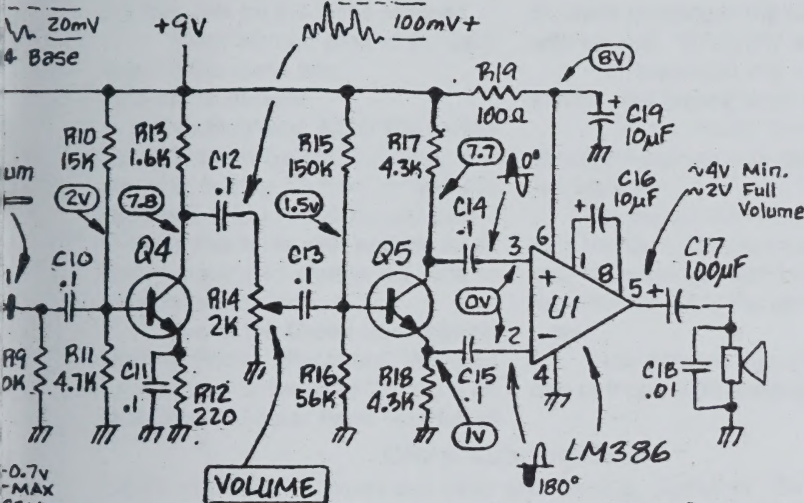 20mV
+9V
100mV+
4 Base
R19
100Ω
8V
C19
10µF
R10
15K
R13
1.6K
C12
.1
R15
150K
R17
4.3K
7.7
0°
C16
10µF
~4V Min.
~2V Full
Volume
um
2V
7.8
1.5V
C14
.1
C17
100µF
C10
.1
Q4
C13
.1
Q5
3
6
1
8
5
+
+
+
+
R14
2K
0V
U1
2
-
4
R9
0K
R11
4.7K
C11
.1
R12
220
R16
56K
R18
4.3K
C15
.1
C18
.01
1V
LM386
180°
-0.7V
-MAX
VOLUME